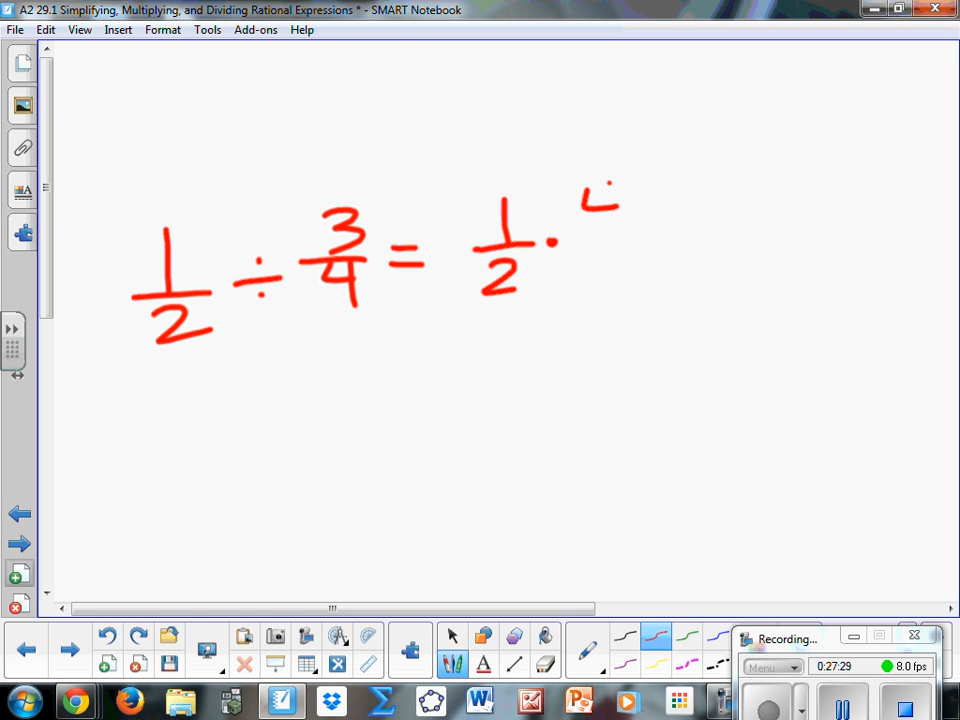 A2 29.1 Simplifying, Multiplying, and Dividing Rational Expressions * - SMART Notebook
File Edit View Insert Format Tools Add-ons Help
1/2 ÷ 3/4 = 1/2 ·
Recording...
Menu 0:27:29 8.0 fps